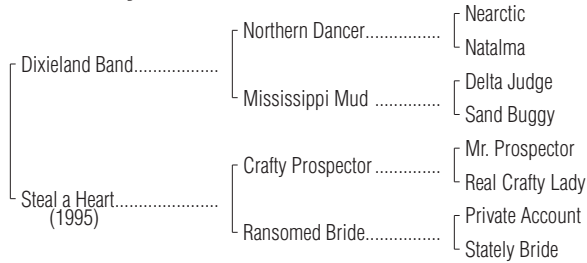 Nearctic
Northern Dancer.................
Natalma
Dixieland Band..................
Delta Judge
Mississippi Mud ..............
Sand Buggy
Mr. Prospector
Crafty Prospector ..............
Real Crafty Lady
Steal a Heart.....................
(1995)
Private Account
Ransomed Bride................
Stately Bride